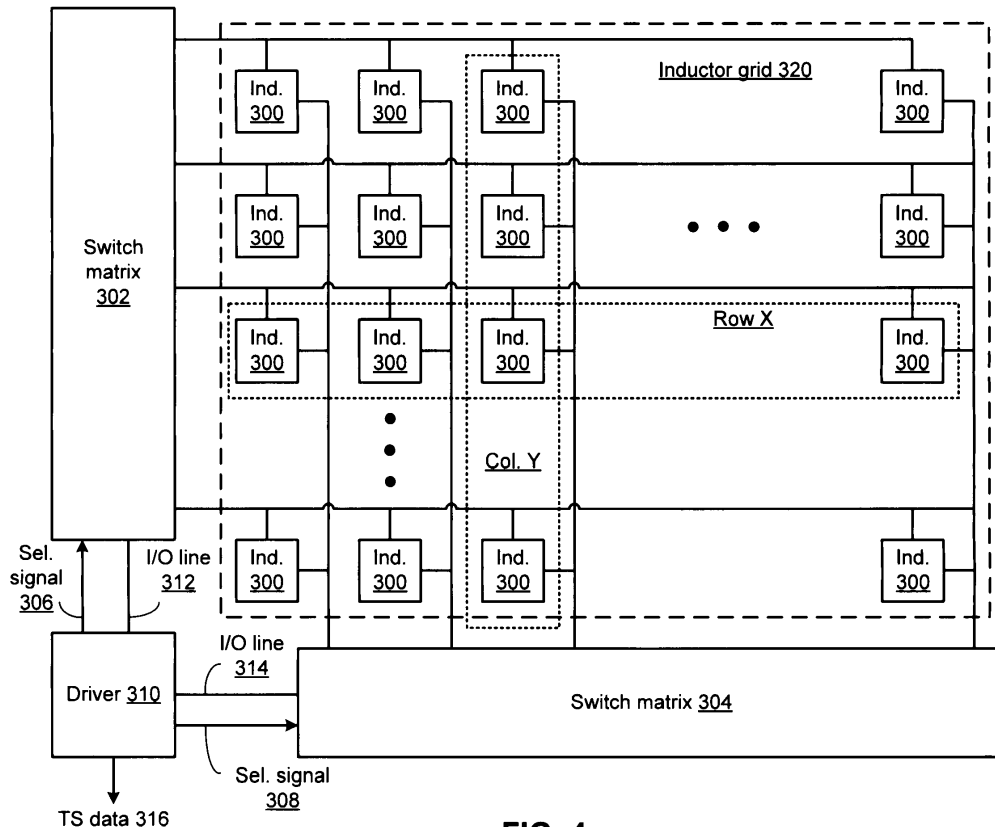 Inductor grid 320
Ind.
300
Ind.
300
Ind.
300
Ind.
300
Ind.
300
Ind.
300
Ind.
300
Ind.
300
Switch
matrix
302
Row X
Ind.
300
Ind.
300
Ind.
300
Ind.
300
Col. Y
Ind.
300
Ind.
300
Ind.
300
Ind.
300
Sel.
signal
306
I/O line
312
I/O line
314
Driver 310
Switch matrix 304
Sel. signal
308
TS data 316